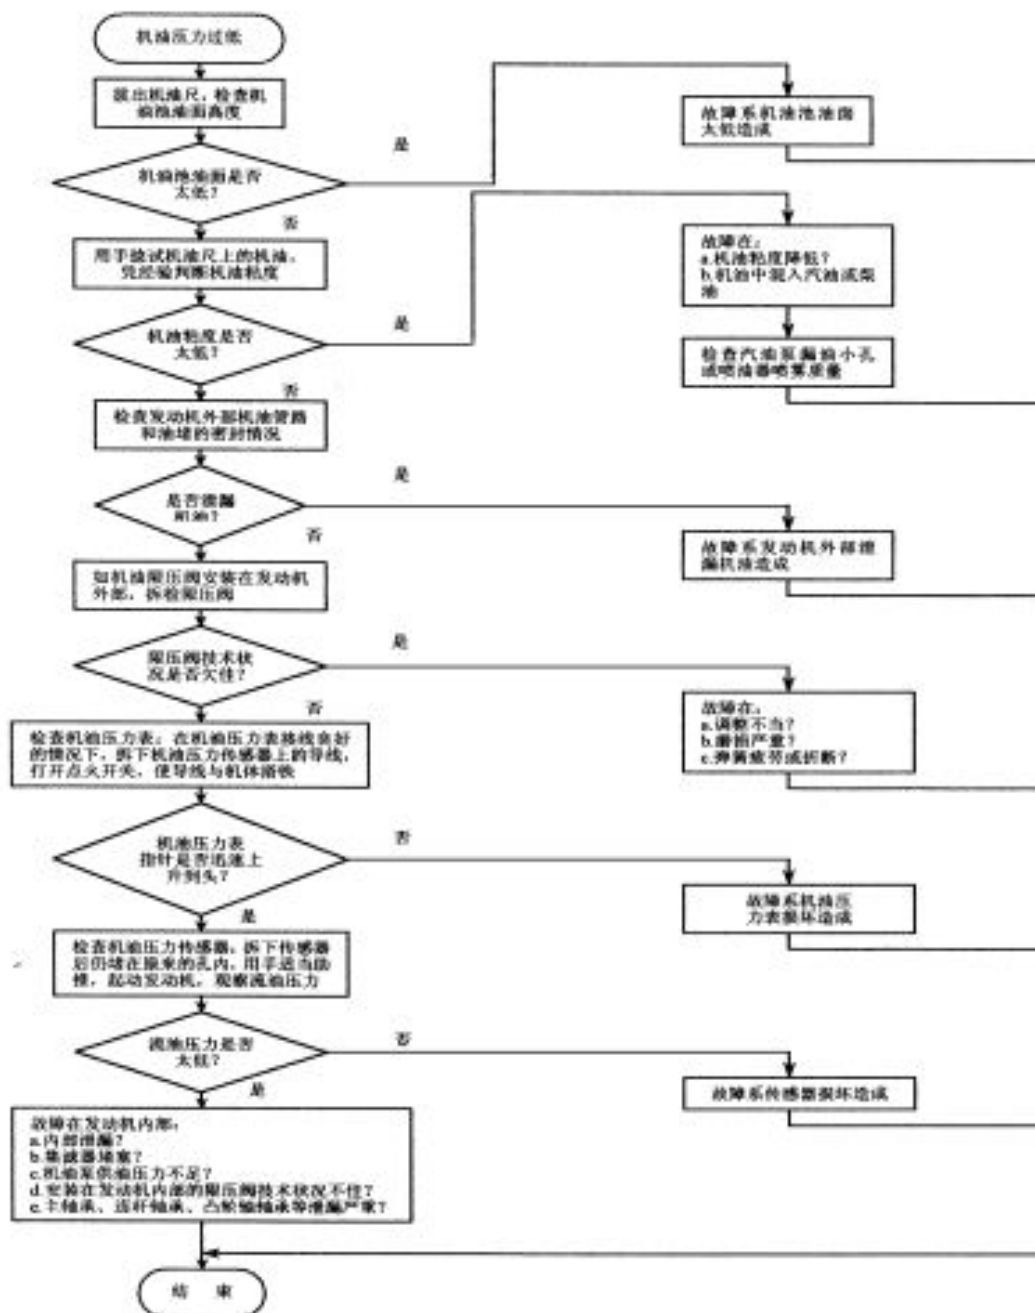 机油压力过低
拔出机油尺，检查机
油池油面高度
是
故障系机油池油面
太低造成
机油池油面是否
太低？
否
用手捻试机油尺上的机油，
凭经验判断机油粘度
故障在：
a.机油粘度降低？
b.机油中混入汽油或柴
油
是
机油粘度是否
太低？
检查汽油泵漏油小孔
或喷油器喷雾质量
否
检查发动机外部机油管路
和油堵的密封情况
是
是否泄漏
机油？
否
故障系发动机外部泄
漏机油造成
如机油限压阀安装在发动机
外部，拆检限压阀
是
限压阀技术状
况是否欠佳？
否
故障在：
a.调整不当？
b.磨损严重？
c.弹簧疲劳或折断？
检查机油压力表：在机油压力表接线良好
的情况下，拆下机油压力传感器上的导线，
打开点火开关，使导线与机体搭铁
否
机油压力表
指针是否迅速上
升到头？
是
故障系机油压
力表损坏造成
检查机油压力传感器，拆下传感器
后仍堵在原来的孔内，用手适当助
推，起动发动机，观察流油压力
否
流油压力是否
太低？
是
故障系传感器损坏造成
故障在发动机内部：
a.内部泄漏？
b.集滤器堵塞？
c.机油泵供油压力不足？
d.安装在发动机内部的限压阀技术状况不佳？
e.主轴承、连杆轴承、凸轮轴轴承等泄漏严重？
结 束